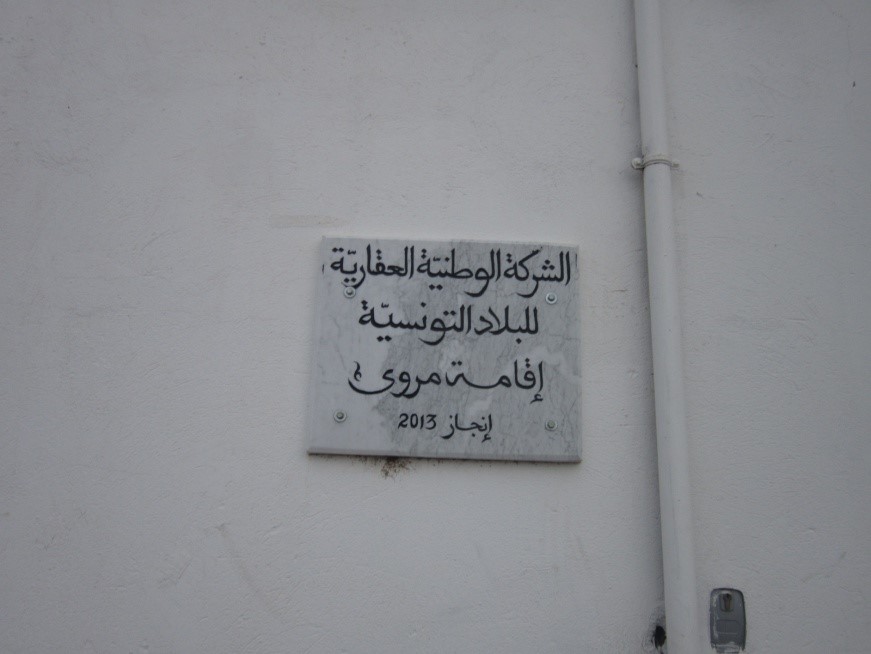 الشركة الوطنيّة العقاريّة
للبلاد التونسيّة
إقامة مروى
إنجاز 2013